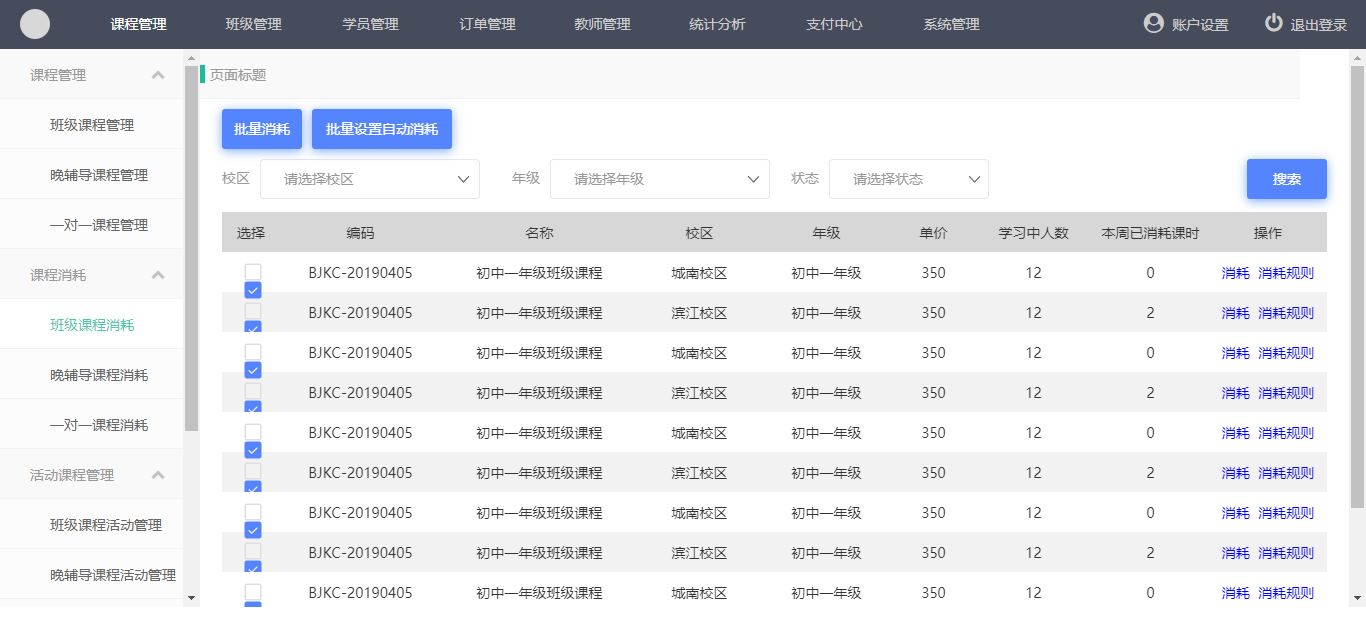 课程管理 班级管理 学员管理 订单管理 教师管理 统计分析 支付中心 系统管理 账户设置 退出登录
课程管理
班级课程管理
晚辅导课程管理
一对一课程管理
课程消耗
班级课程消耗
晚辅导课程消耗
一对一课程消耗
活动课程管理
班级课程活动管理
晚辅导课程活动管理
页面标题
批量消耗 批量设置自动消耗
校区 请选择校区 年级 请选择年级 状态 请选择状态 搜索
选择 编码 名称 校区 年级 单价 学习中人数 本周已消耗课时 操作
BJKC-20190405 初中一年级班级课程 城南校区 初中一年级 350 12 0 消耗 消耗规则
BJKC-20190405 初中一年级班级课程 滨江校区 初中一年级 350 12 2 消耗 消耗规则
BJKC-20190405 初中一年级班级课程 城南校区 初中一年级 350 12 0 消耗 消耗规则
BJKC-20190405 初中一年级班级课程 滨江校区 初中一年级 350 12 2 消耗 消耗规则
BJKC-20190405 初中一年级班级课程 城南校区 初中一年级 350 12 0 消耗 消耗规则
BJKC-20190405 初中一年级班级课程 滨江校区 初中一年级 350 12 2 消耗 消耗规则
BJKC-20190405 初中一年级班级课程 城南校区 初中一年级 350 12 0 消耗 消耗规则
BJKC-20190405 初中一年级班级课程 滨江校区 初中一年级 350 12 2 消耗 消耗规则
BJKC-20190405 初中一年级班级课程 城南校区 初中一年级 350 12 0 消耗 消耗规则